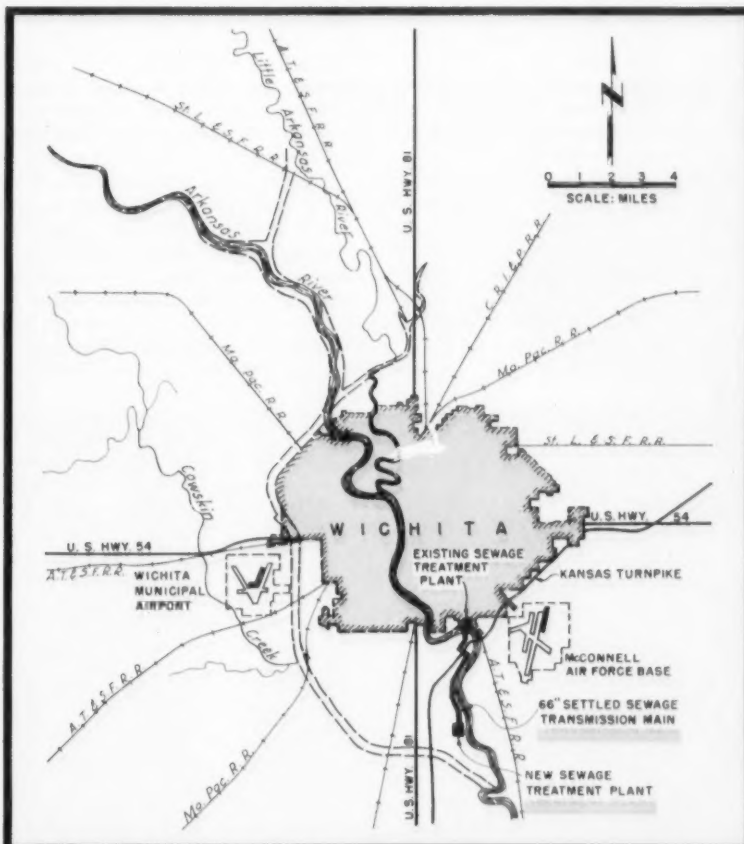 Little
Arkansas
River
A.T. & S.F. R.R.
St. L. & S.F. R.R.
Arkansas
River
U. S. HWY. 81
N
0 2 4
SCALE: MILES
C.R.I. & P. R.R.
Mo. Pac. R.R.
Mo. Pac. R.R.
St. L. & S.F. R.R.
Cowskin
Creek
WICHITA
U. S. HWY. 54
U. S. HWY. 54
A.T. & S.F. R.R.
WICHITA
MUNICIPAL
AIRPORT
EXISTING SEWAGE
TREATMENT
PLANT
KANSAS TURNPIKE
McCONNELL
AIR FORCE BASE
A.T. & S.F. R.R.
A.T. & S.F. R.R.
66" SETTLED SEWAGE
TRANSMISSION MAIN
Mo. Pac. R.R.
U. S. HWY. 81
NEW SEWAGE
TREATMENT PLANT